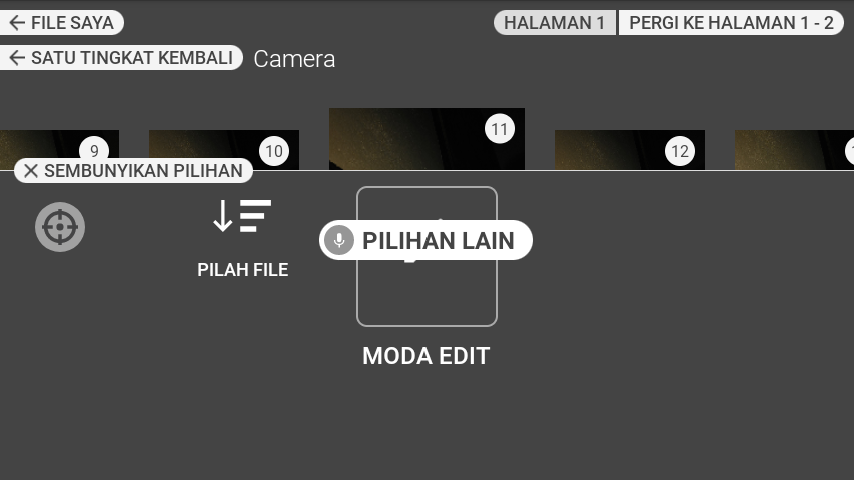 FILE SAYA
HALAMAN 1
PERGI KE HALAMAN 1 - 2
SATU TINGKAT KEMBALI
Camera
9
10
11
12
SEMBUNYIKAN PILIHAN
PILIHAN LAIN
PILAH FILE
MODA EDIT